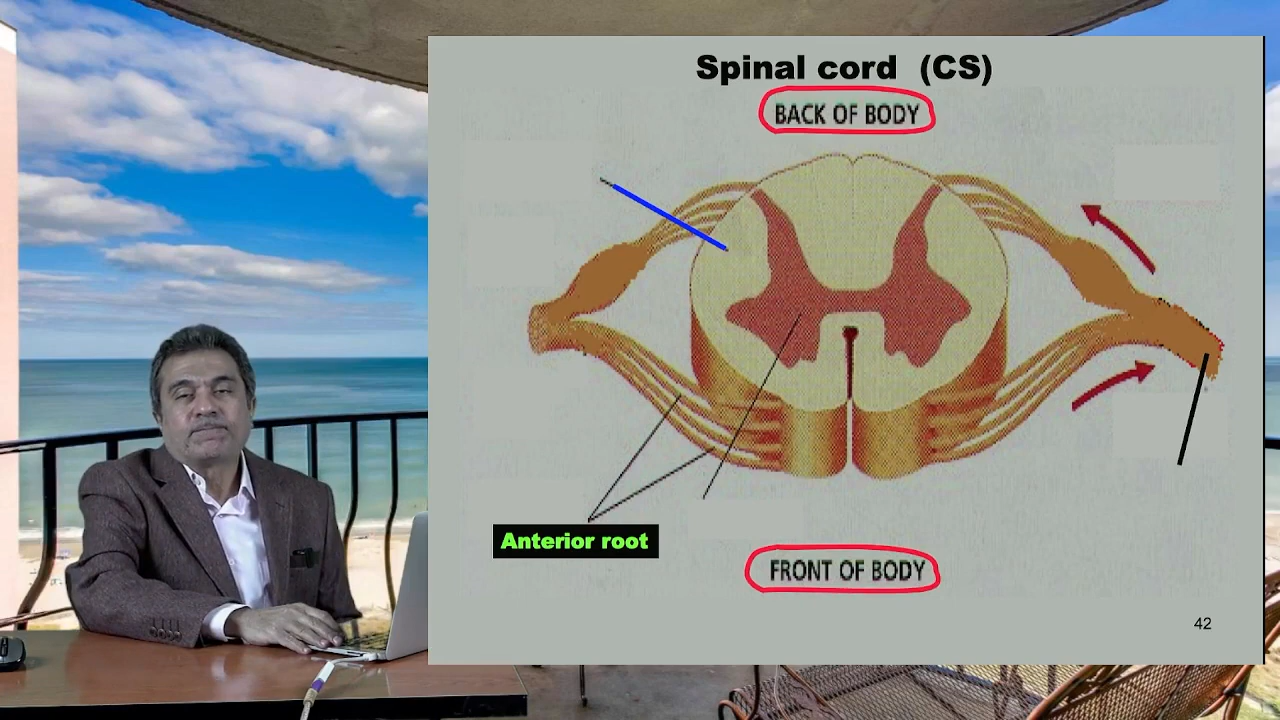 Spinal cord (CS)
BACK OF BODY
Anterior root
FRONT OF BODY
42